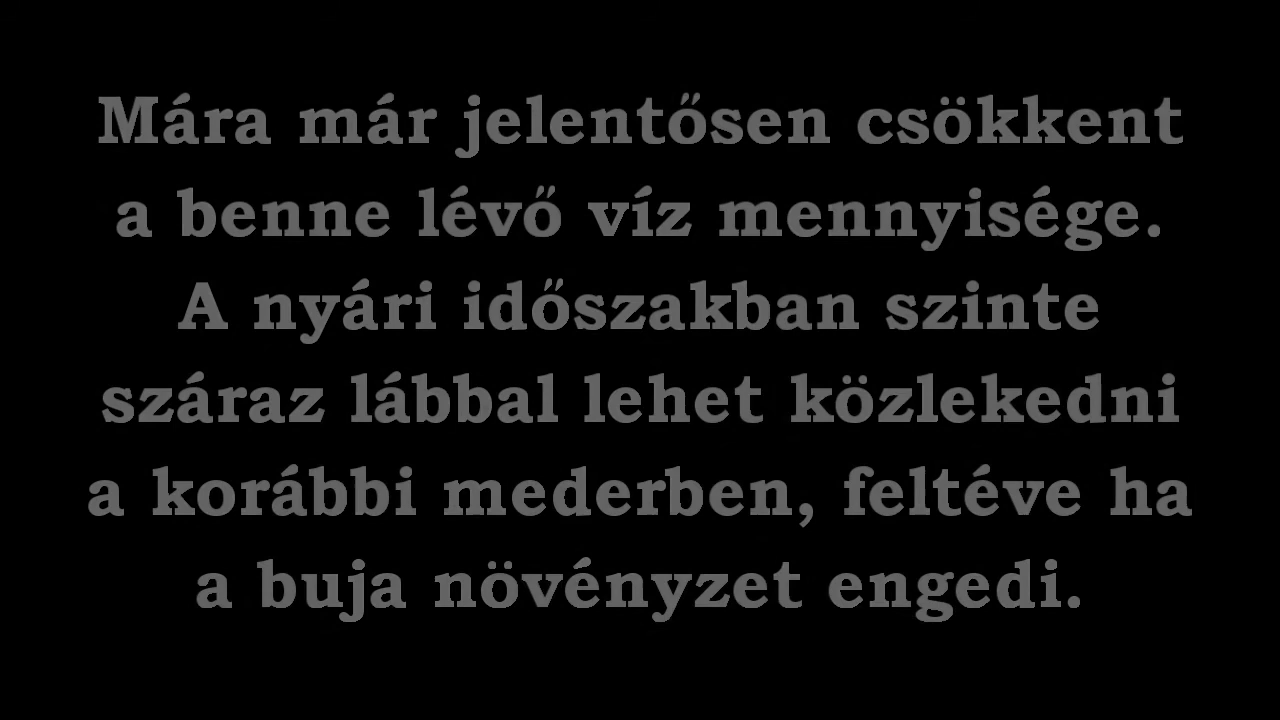 Mára már jelentősen csökkent
a benne lévő víz mennyisége.
A nyári időszakban szinte
száraz lábbal lehet közlekedni
a korábbi mederben, feltéve ha
a buja növényzet engedi.